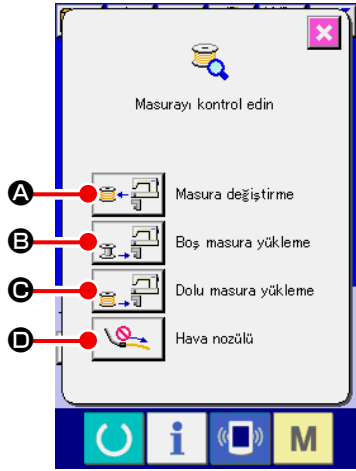 Masurayı kontrol edin
A Masura değiştirme
B Boş masura yükleme
C Dolu masura yükleme
D Hava nozülü
i M